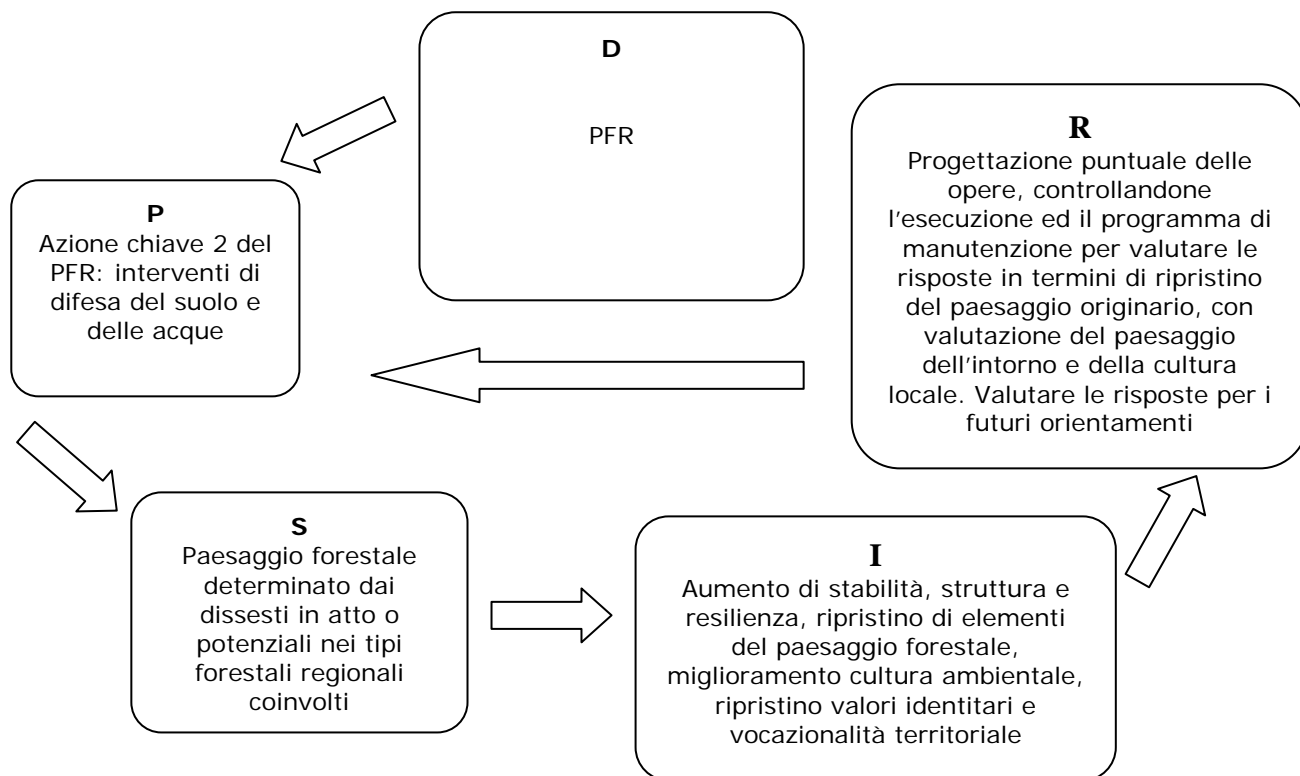 D
PFR
P
Azione chiave 2 del
PFR: interventi di
difesa del suolo e
delle acque
S
Paesaggio forestale
determinato dai
dissesti in atto o
potenziali nei tipi
forestali regionali
coinvolti
I
Aumento di stabilità, struttura e
resilienza, ripristino di elementi
del paesaggio forestale,
miglioramento cultura ambientale,
ripristino valori identitari e
vocazionalità territoriale
R
Progettazione puntuale delle
opere, controllandone
l'esecuzione ed il programma di
manutenzione per valutare le
risposte in termini di ripristino
del paesaggio originario, con
valutazione del paesaggio
dell'intorno e della cultura
locale. Valutare le risposte per i
futuri orientamenti